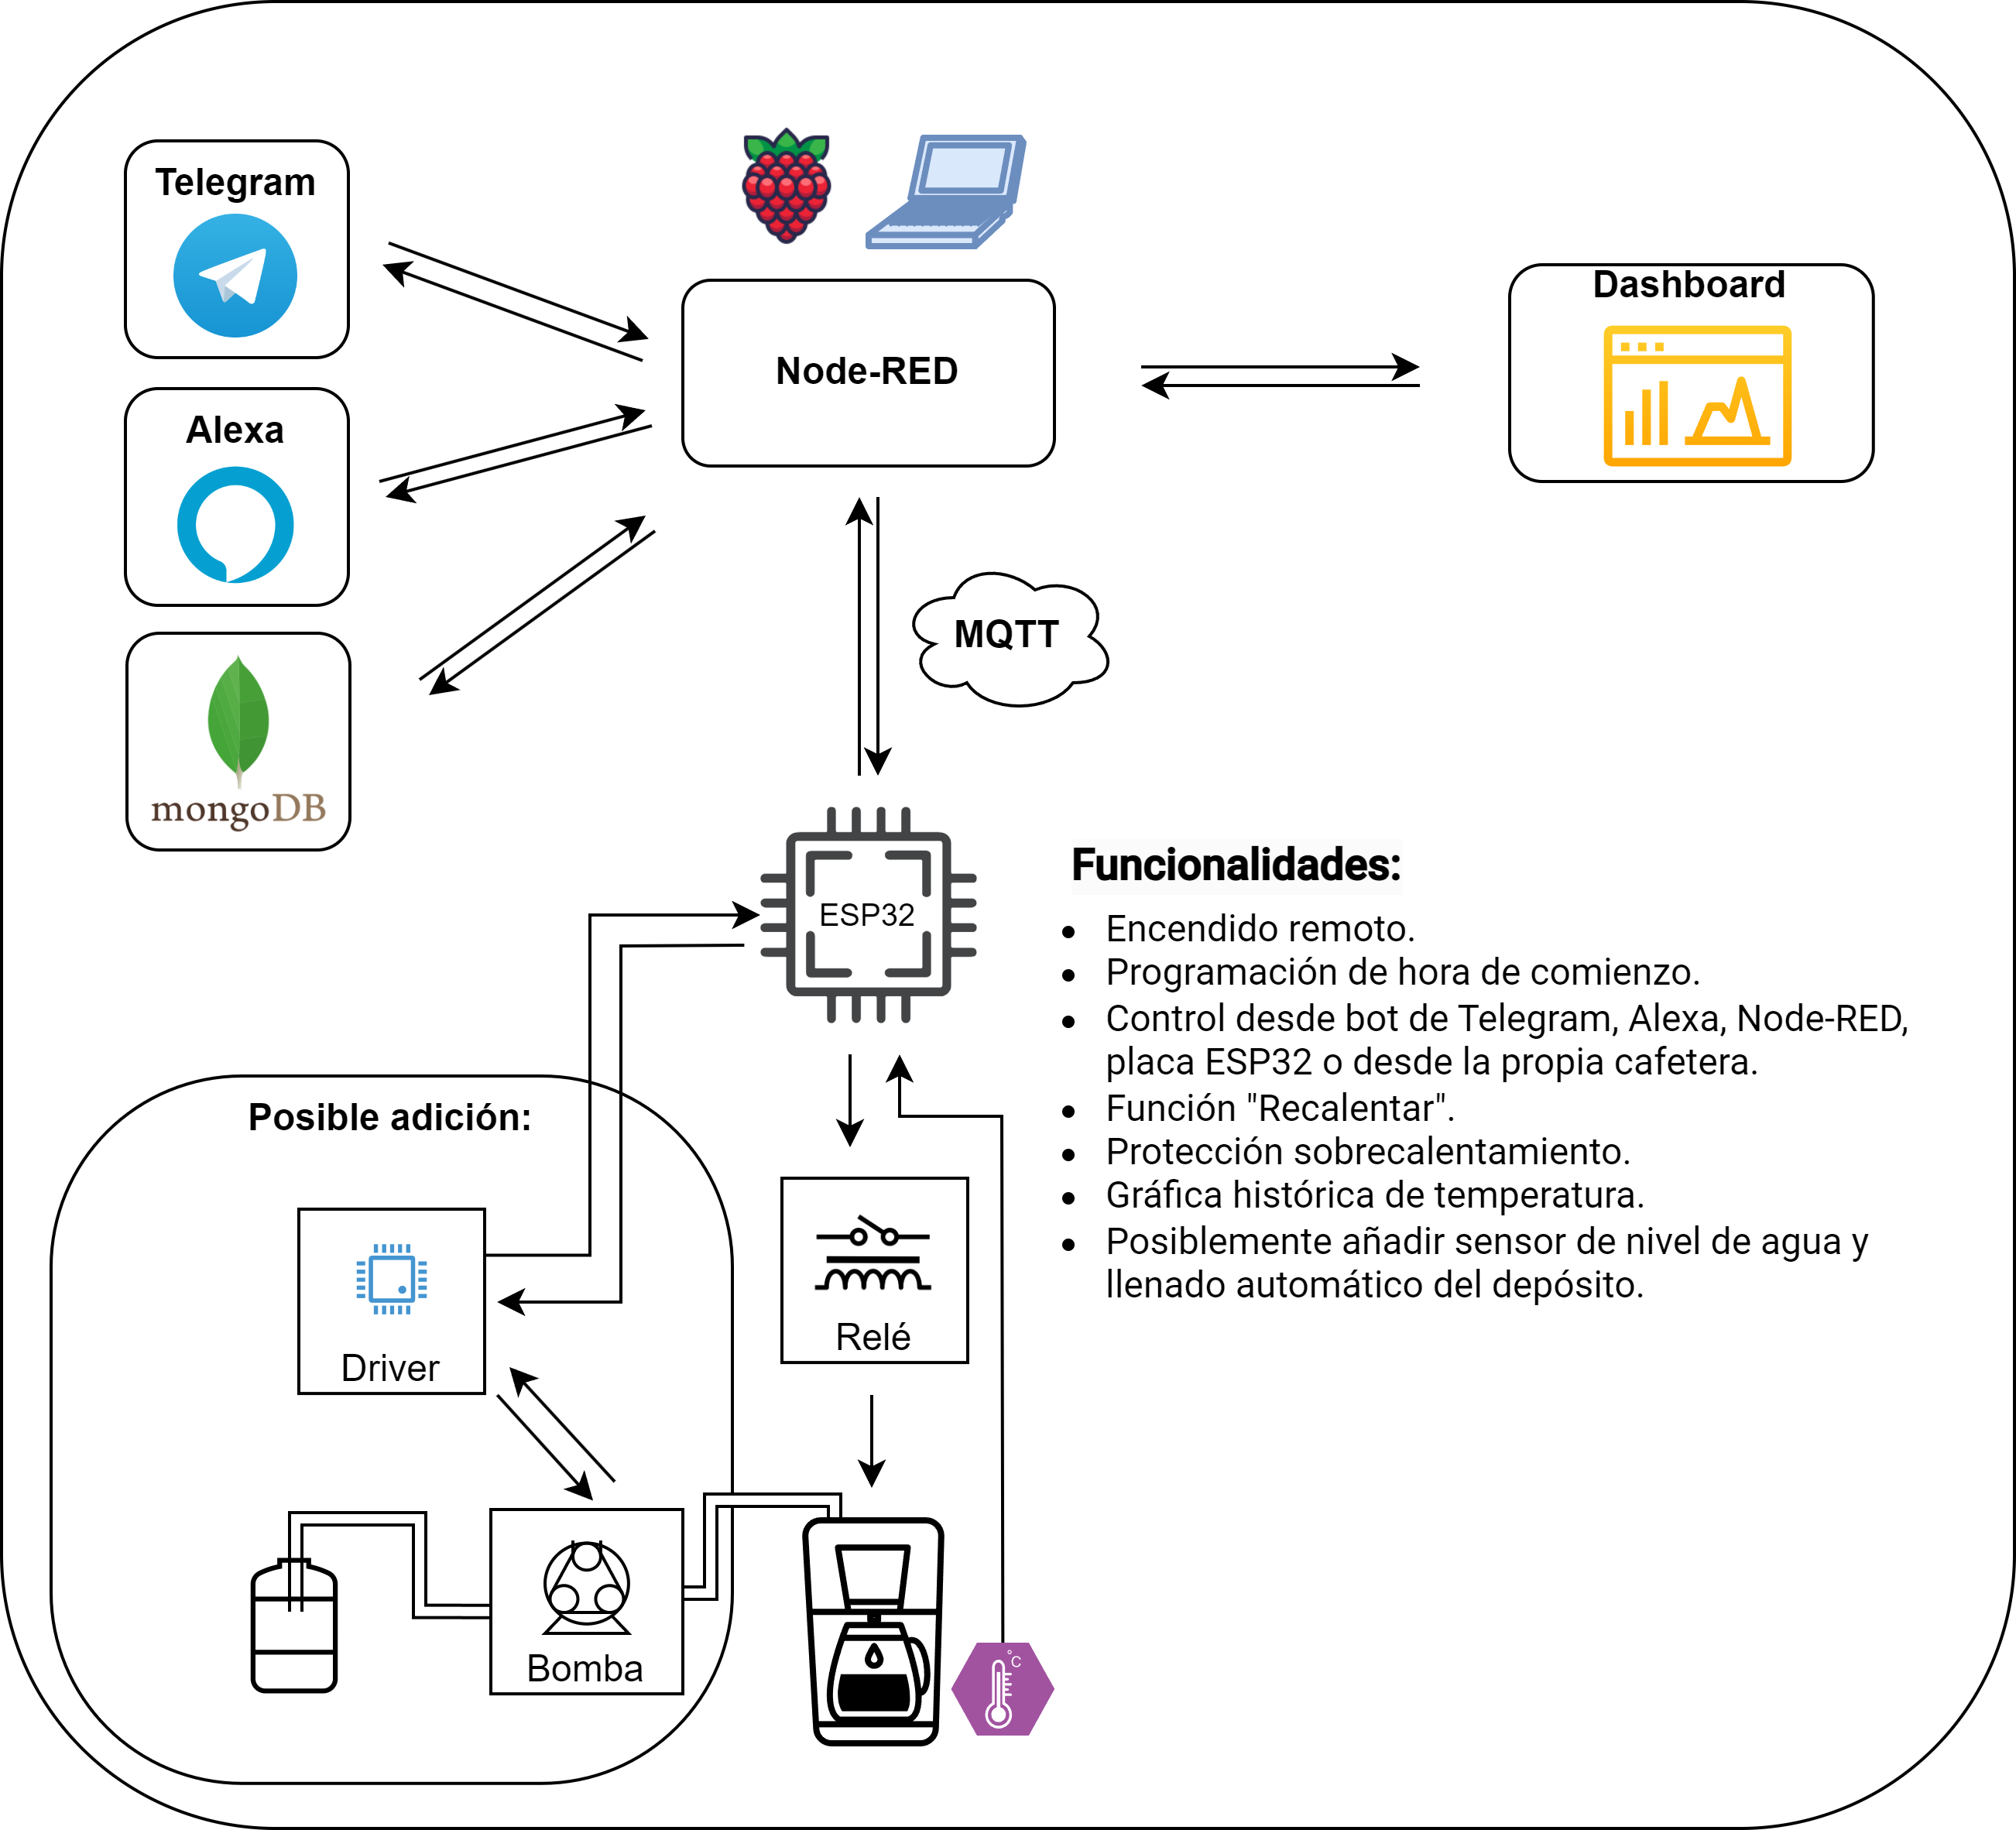 Telegram
Alexa
mongoDB
Node-RED
Dashboard
MQTT
ESP32
Funcionalidades:
Encendido remoto.
Programación de hora de comienzo.
Control desde bot de Telegram, Alexa, Node-RED,
placa ESP32 o desde la propia cafetera.
Función "Recalentar".
Protección sobrecalentamiento.
Gráfica histórica de temperatura.
Posiblemente añadir sensor de nivel de agua y
llenado automático del depósito.
Posible adición:
Driver
Relé
Bomba
°C